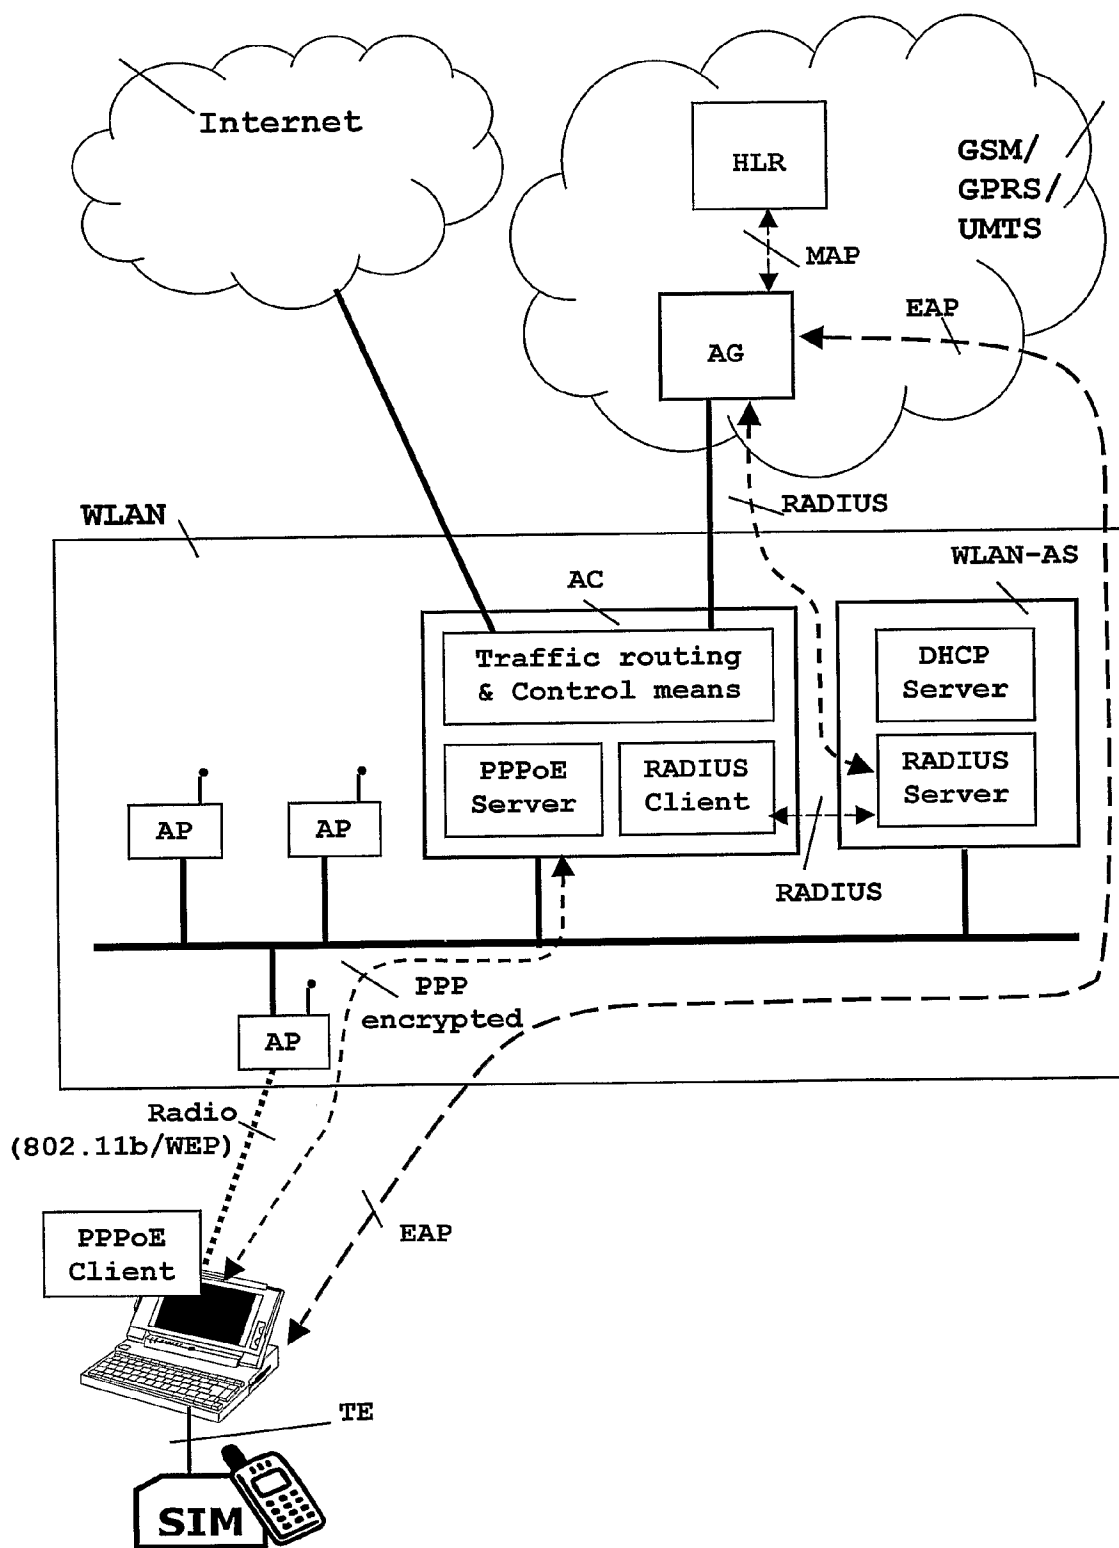 Internet
HLR
GSM/
GPRS/
UMTS
MAP
EAP
AG
RADIUS
WLAN
WLAN-AS
AC
Traffic routing
& Control means
DHCP
Server
PPPoE
Server
RADIUS
Client
RADIUS
Server
AP
AP
RADIUS
PPP
encrypted
AP
Radio
(802.11b/WEP)
PPPoE
Client
EAP
TE
SIM